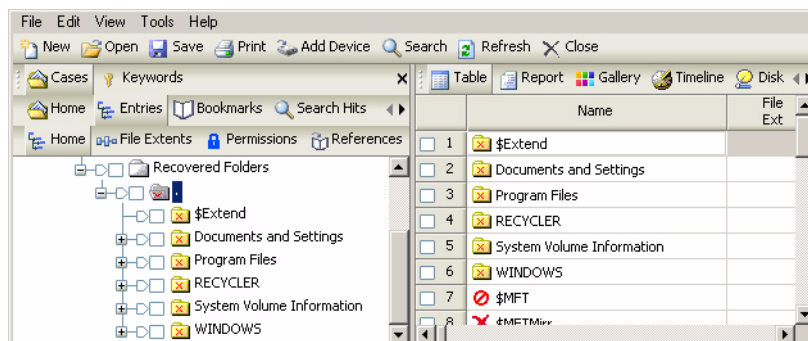 File Edit View Tools Help
New Open Save Print Add Device Search Refresh Close
Cases Keywords
Home Entries Bookmarks Search Hits
Home File Extents Permissions References
Recovered Folders
.
$Extend
Documents and Settings
Program Files
RECYCLER
System Volume Information
WINDOWS
Table Report Gallery Timeline Disk
Name File Ext
1 $Extend
2 Documents and Settings
3 Program Files
4 RECYCLER
5 System Volume Information
6 WINDOWS
7 $MFT
8 $MFTMirr